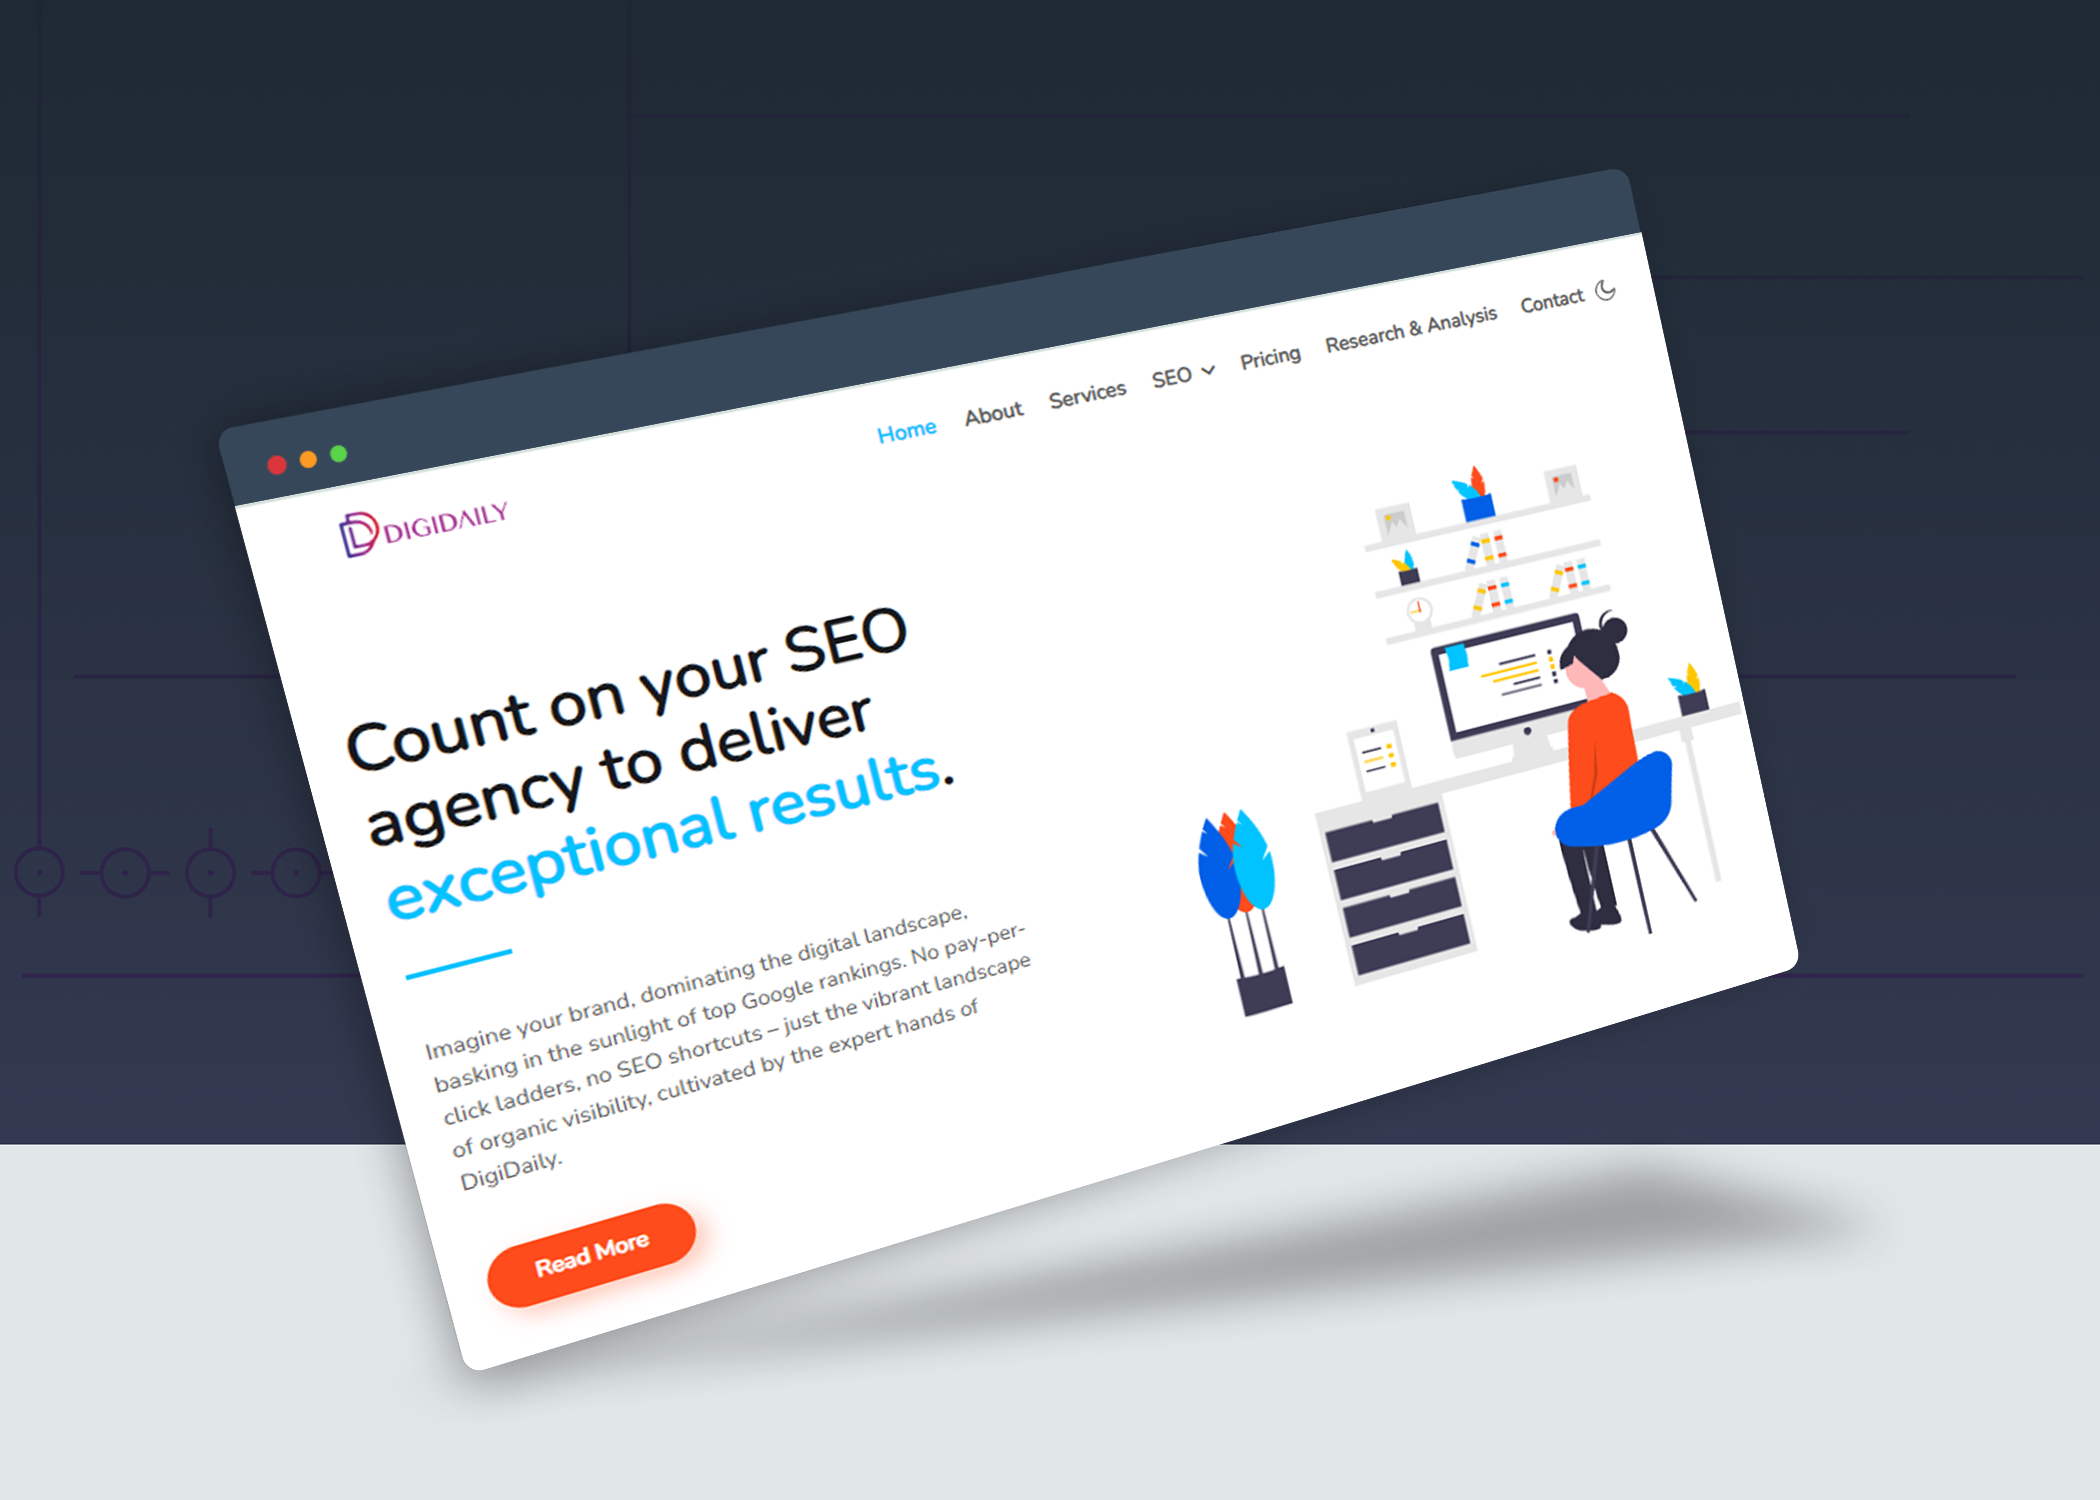 DIGIDAILY
Home About Services SEO Pricing Research & Analysis Contact
Count on your SEO
agency to deliver
exceptional results.
Imagine your brand, dominating the digital landscape,
basking in the sunlight of top Google rankings. No pay-per-
click ladders, no SEO shortcuts – just the vibrant landscape
of organic visibility, cultivated by the expert hands of
DigiDaily.
Read More